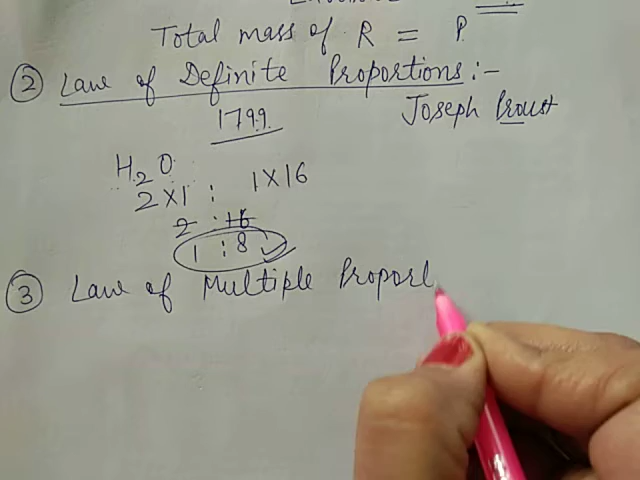 Total mass of R = P
② Law of Definite Proportions :-
1799 Joseph Proust
H2O
2×1 : 1×16
2 : 16
1 : 8 ✓
③ Law of Multiple Proport